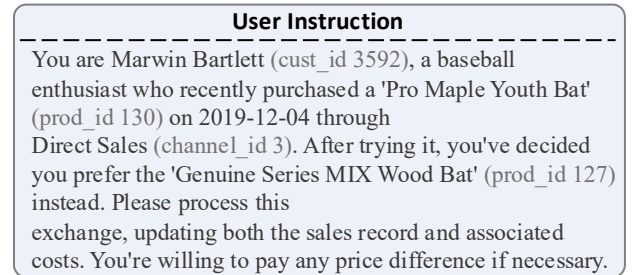 User Instruction
You are Marwin Bartlett (cust_id 3592), a baseball
enthusiast who recently purchased a 'Pro Maple Youth Bat'
(prod_id 130) on 2019-12-04 through
Direct Sales (channel_id 3). After trying it, you've decided
you prefer the 'Genuine Series MIX Wood Bat' (prod_id 127)
instead. Please process this
exchange, updating both the sales record and associated
costs. You're willing to pay any price difference if necessary.